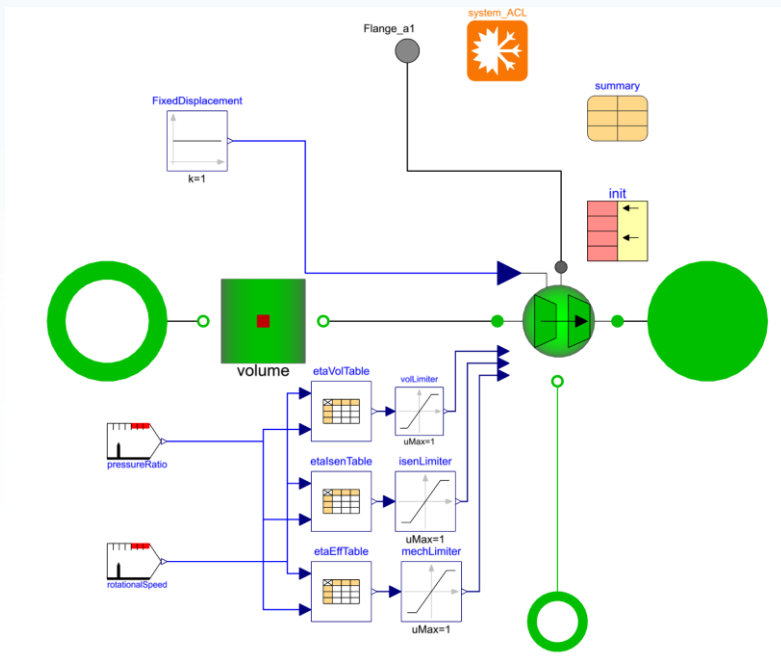 system_ACL
Flange_a1
summary
FixedDisplacement
k=1
init
volume
etaVolTable
volLimiter
uMax=1
pressureRatio
etaIsenTable
isenLimiter
uMax=1
etaEffTable
mechLimiter
rotationalSpeed
uMax=1